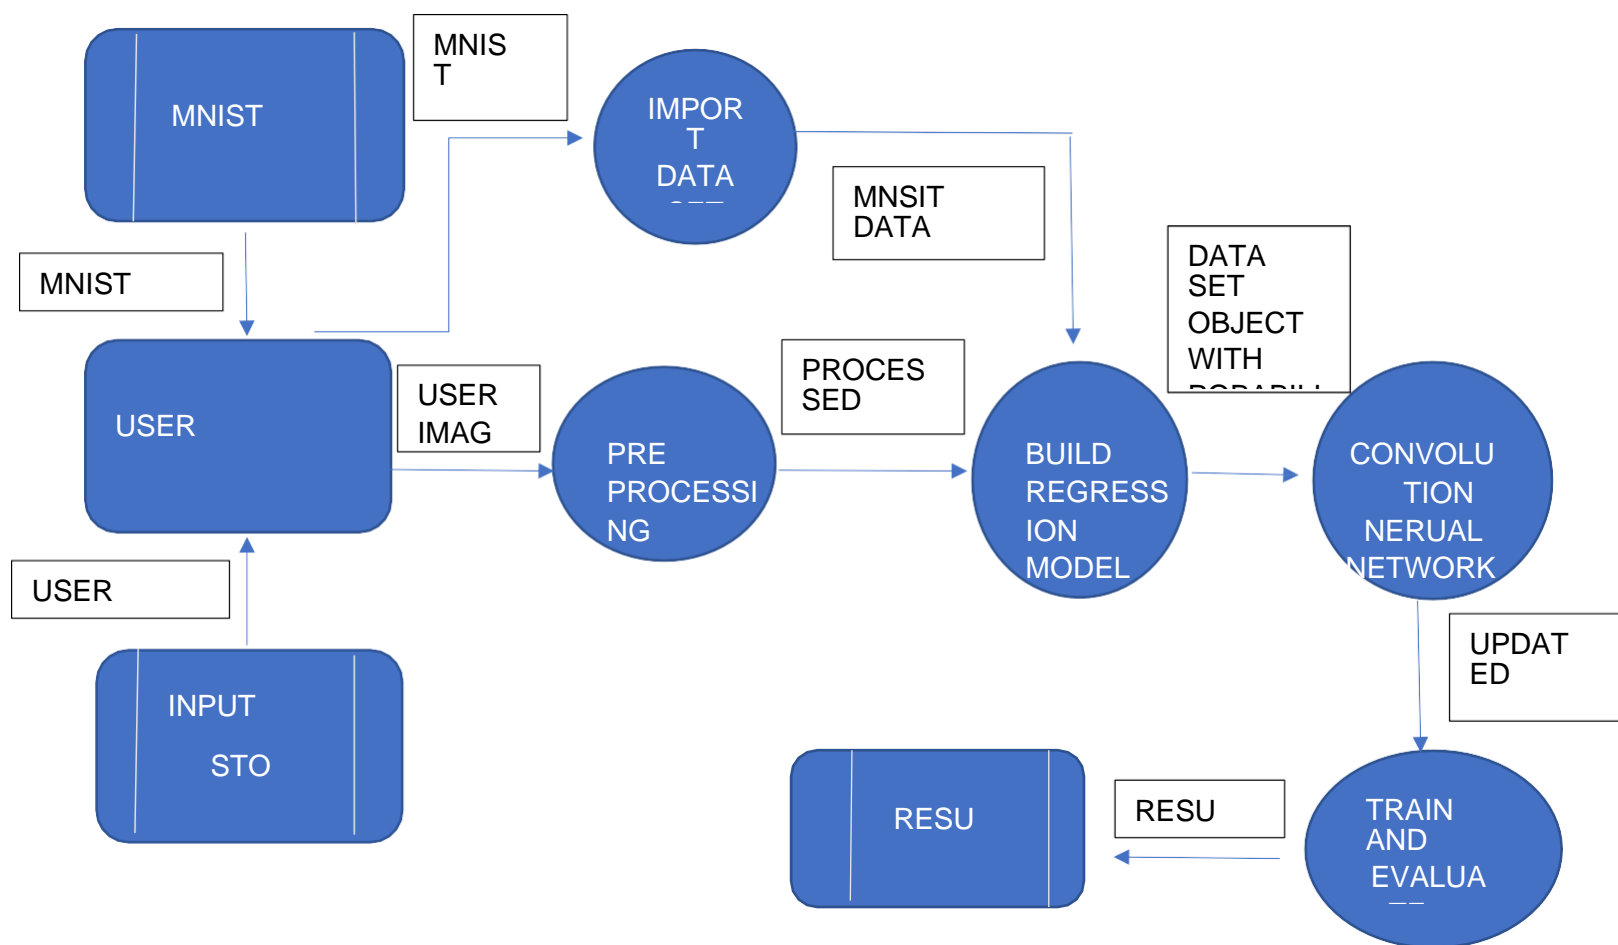 MNIST
MNIS
T
IMPOR
T
DATA
MNSIT
DATA
MNIST
DATA
SET
OBJECT
WITH
USER
USER
IMAG
PRE
PROCESSI
NG
PROCES
SED
BUILD
REGRESS
ION
MODEL
CONVOLU
TION
NERUAL
NETWORK
USER
INPUT
STO
UPDAT
ED
TRAIN
AND
EVALUA
RESU
RESU